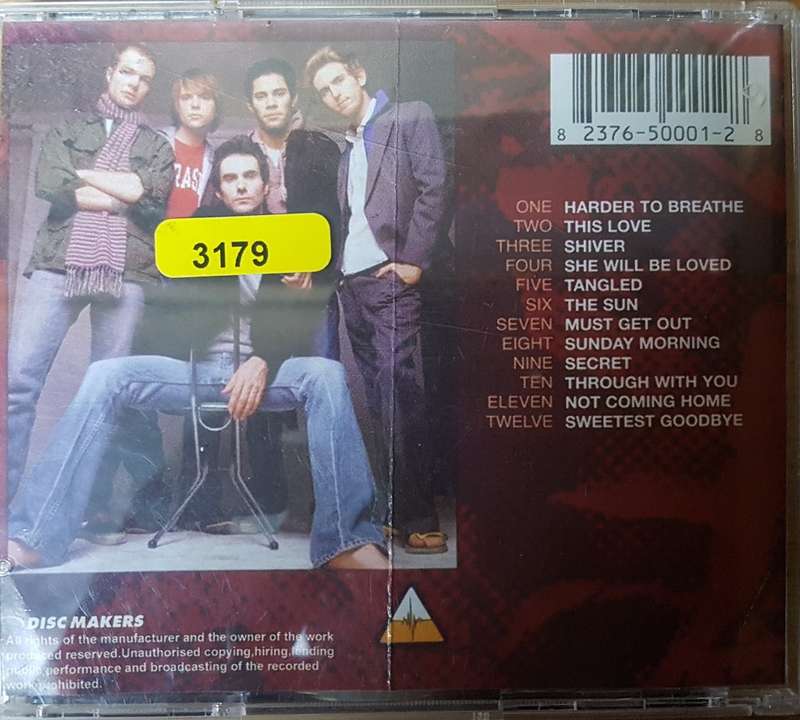 8 2376-50001-2 8
ONE HARDER TO BREATHE
TWO THIS LOVE
THREE SHIVER
FOUR SHE WILL BE LOVED
FIVE TANGLED
SIX THE SUN
SEVEN MUST GET OUT
EIGHT SUNDAY MORNING
NINE SECRET
TEN THROUGH WITH YOU
ELEVEN NOT COMING HOME
TWELVE SWEETEST GOODBYE
RAS
3179
DISC MAKERS
All rights of the manufacturer and the owner of the work
produced reserved.Unauthorised copying,hiring,lending
public performance and broadcasting of the recorded
work prohibited.